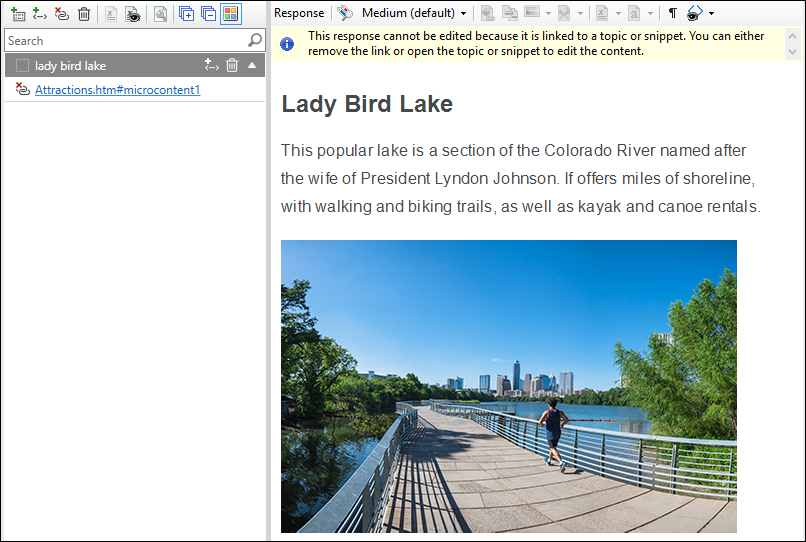 Response
Medium (default)
Search
This response cannot be edited because it is linked to a topic or snippet. You can either
remove the link or open the topic or snippet to edit the content.
lady bird lake
Attractions.htm#microcontent1
Lady Bird Lake
This popular lake is a section of the Colorado River named after
the wife of President Lyndon Johnson. If offers miles of shoreline,
with walking and biking trails, as well as kayak and canoe rentals.